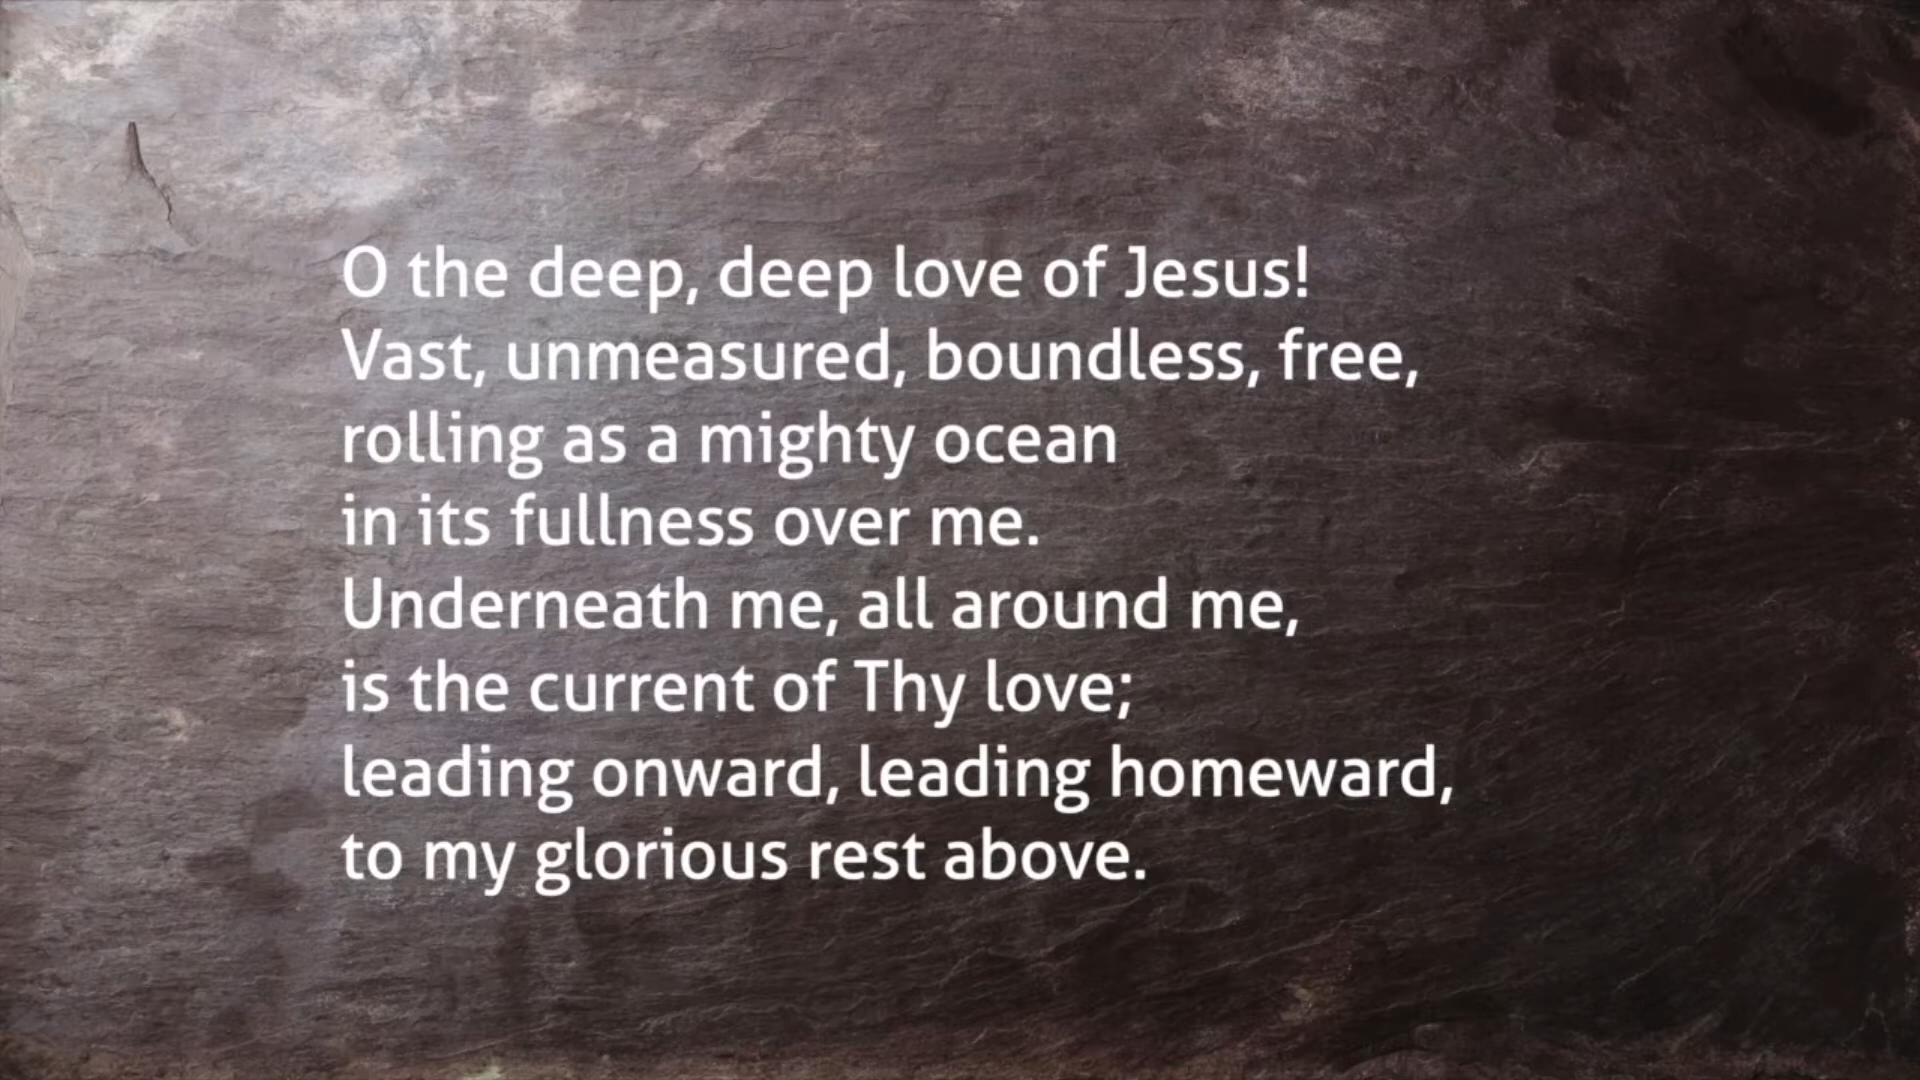 O the deep, deep love of Jesus!
Vast, unmeasured, boundless, free,
rolling as a mighty ocean
in its fullness over me.
Underneath me, all around me,
is the current of Thy love;
leading onward, leading homeward,
to my glorious rest above.